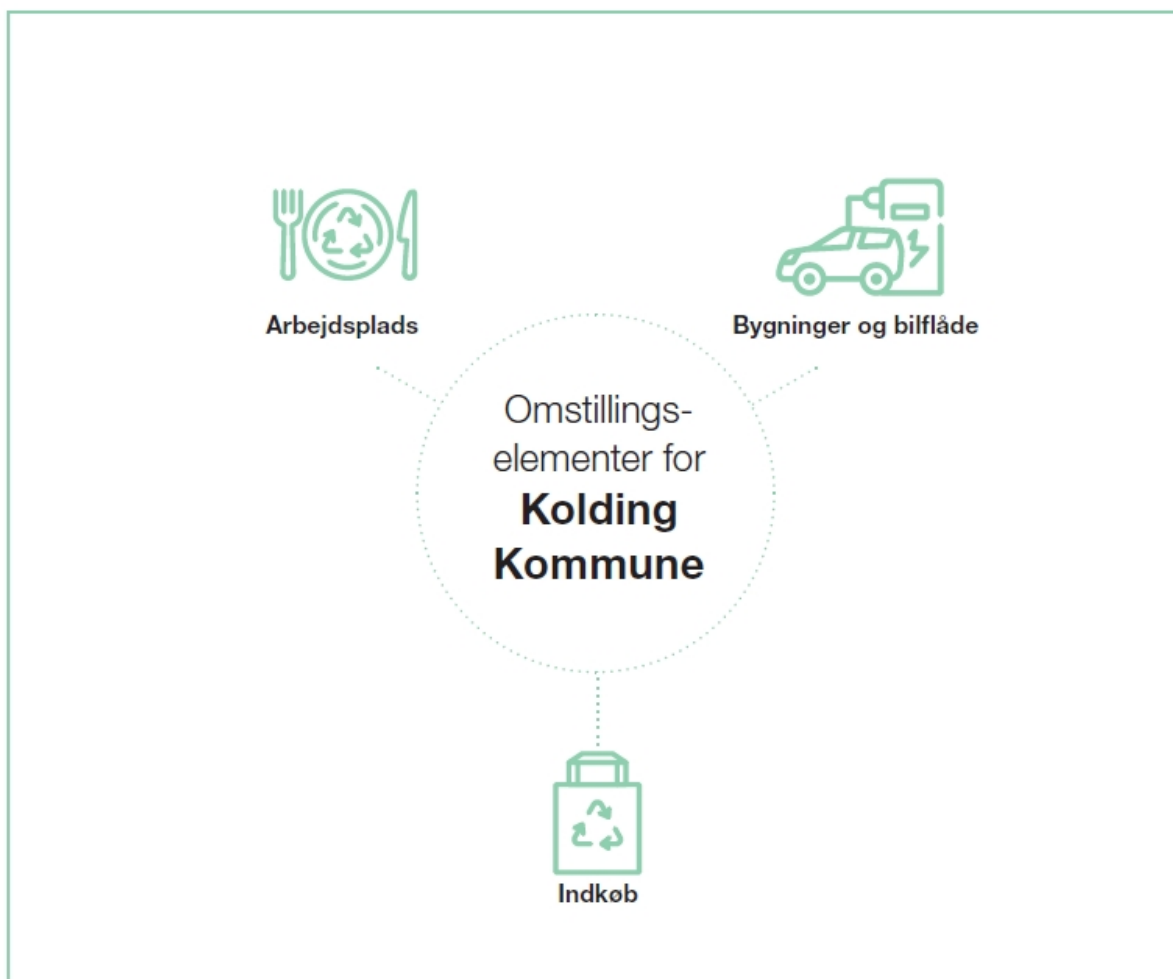 Arbejdsplads
Bygninger og bilflåde
Omstillings-
elementer for
Kolding
Kommune
Indkøb